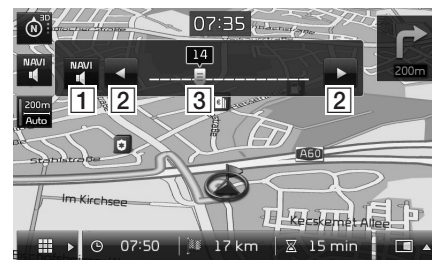 07:35
3D
N
NAVI
NAVI
14
200m
1
2
3
2
200m
Auto
A60
Stahlstraße
Im Kirchsee
Kecskemet Allee
07:50
17 km
15 min